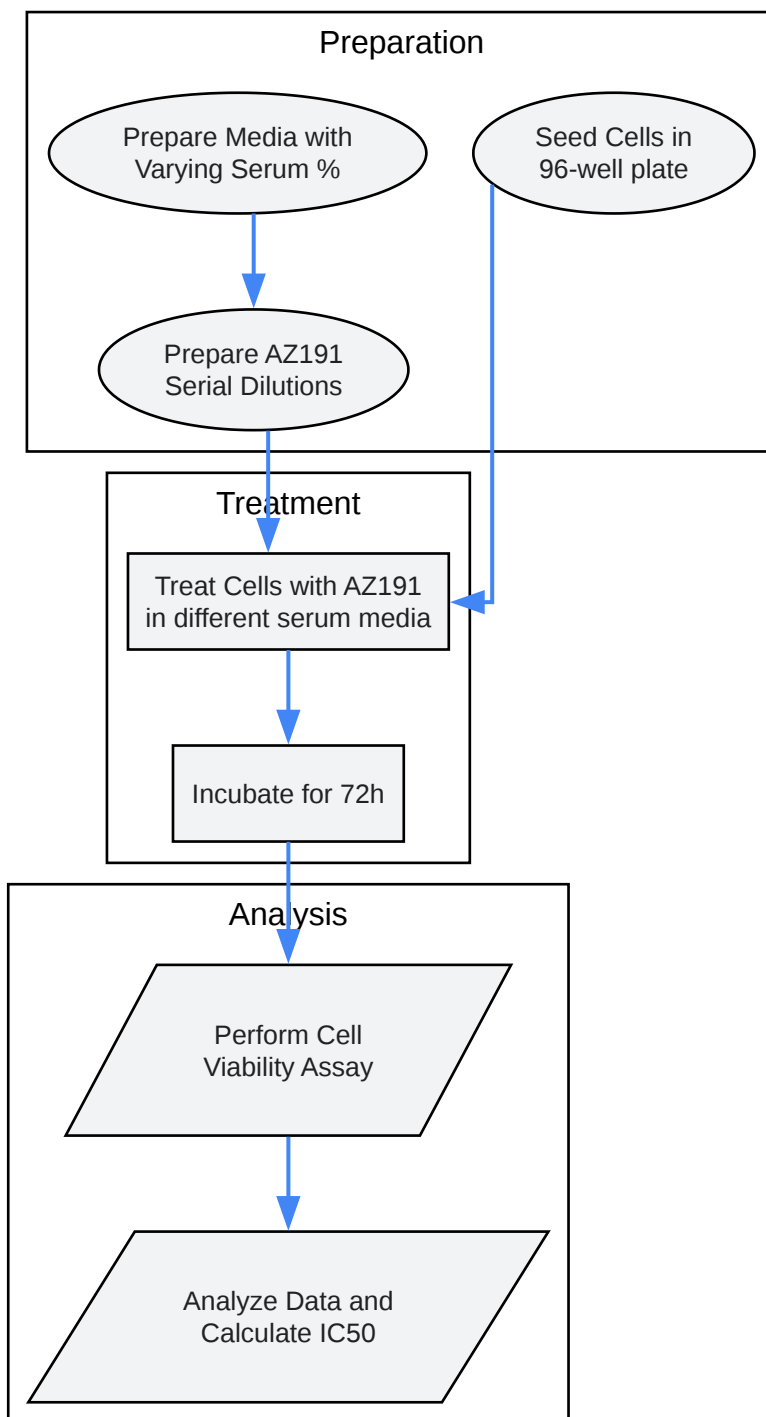 Preparation
Prepare Media with
Varying Serum %
Seed Cells in
96-well plate
Prepare AZ191
Serial Dilutions
Treatment
Treat Cells with AZ191
in different serum media
Incubate for 72h
Analysis
Perform Cell
Viability Assay
Analyze Data and
Calculate IC50